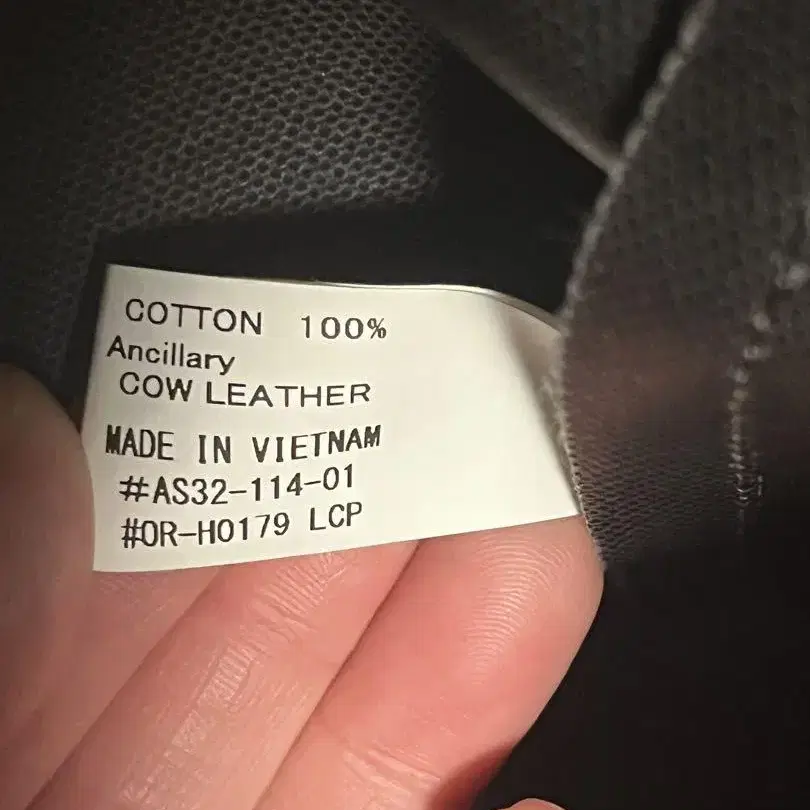 COTTON 100%
Ancillary
COW LEATHER
MADE IN VIETNAM
#AS32-114-01
#OR-H0179 LCP